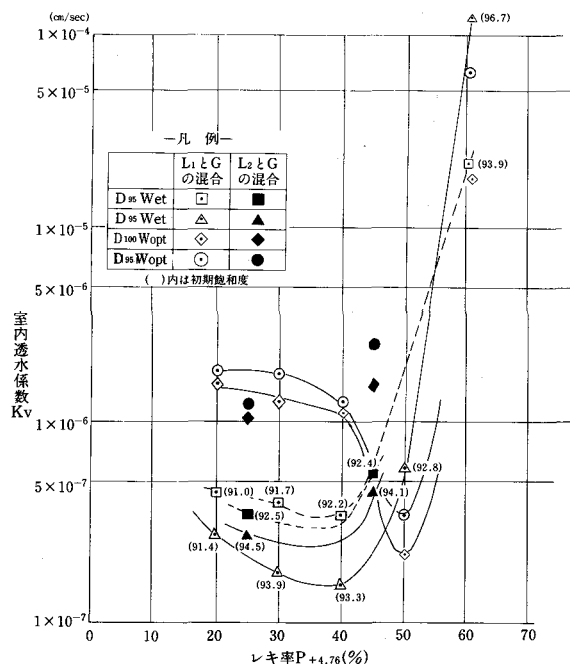 (cm/sec)
1×10⁻⁴
5×10⁻⁵
1×10⁻⁵
5×10⁻⁶
1×10⁻⁶
5×10⁻⁷
1×10⁻⁷
室内透水係数Kv
—凡 例—
L₁とGの混合 L₂とGの混合
D₉₅ Wet
D₉₅ Wet
D₁₀₀ Wopt
D₉₅ Wopt
( )内は初期飽和度
(96.7)
(93.9)
(92.4)
(92.8)
(94.1)
(91.0)
(91.7)
(92.2)
(92.5)
(91.4)
(94.5)
(93.9)
(93.3)
0 10 20 30 40 50 60 70
レキ率P₊₄.₇₆(%)